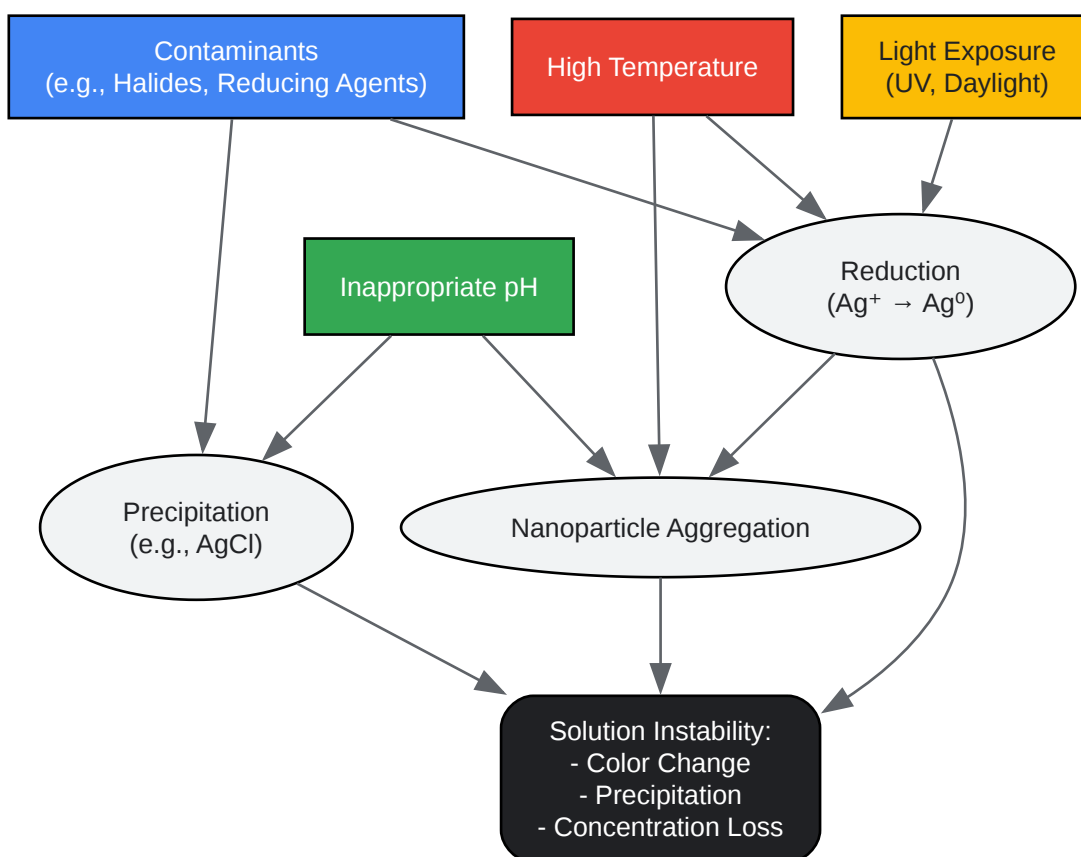 Contaminants
(e.g., Halides, Reducing Agents)
High Temperature
Light Exposure
(UV, Daylight)
Reduction
(Ag⁺ → Ag⁰)
Inappropriate pH
Precipitation
(e.g., AgCl)
Nanoparticle Aggregation
Solution Instability:
- Color Change
- Precipitation
- Concentration Loss